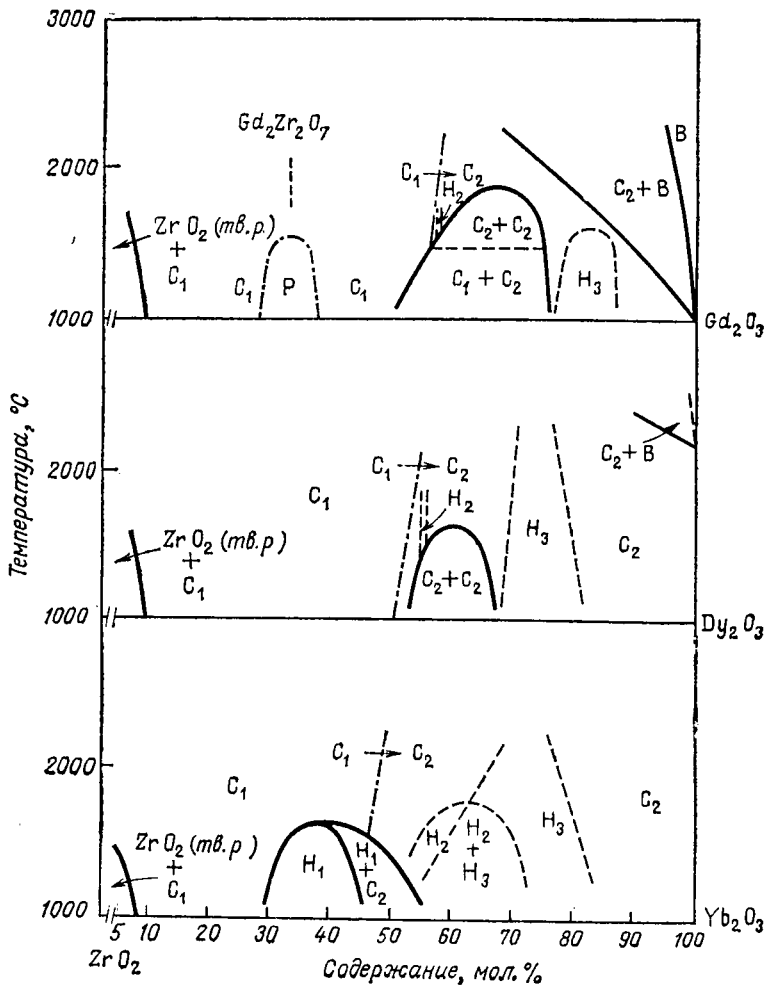 3000
Gd₂Zr₂O₇
2000
C₁ → C₂
B
H₂
C₂+B
ZrO₂ (тв.р.)
+
C₁
C₂+C₂
C₁
P
C₁
C₁+C₂
H₃
1000
Gd₂O₃
Температура, °C
C₂+B
2000
C₁ → C₂
C₁
H₂
ZrO₂ (тв.р)
+
C₁
H₃
C₂
C₂+C₂
1000
Dy₂O₃
C₁ → C₂
2000
C₁
C₂
ZrO₂ (тв.р)
+
C₁
H₁
H₁
+
C₂
H₂
H₂
+
H₃
H₃
1000
Yb₂O₃
5 10 20 30 40 50 60 70 80 90 100
ZrO₂
Содержание, мол. %